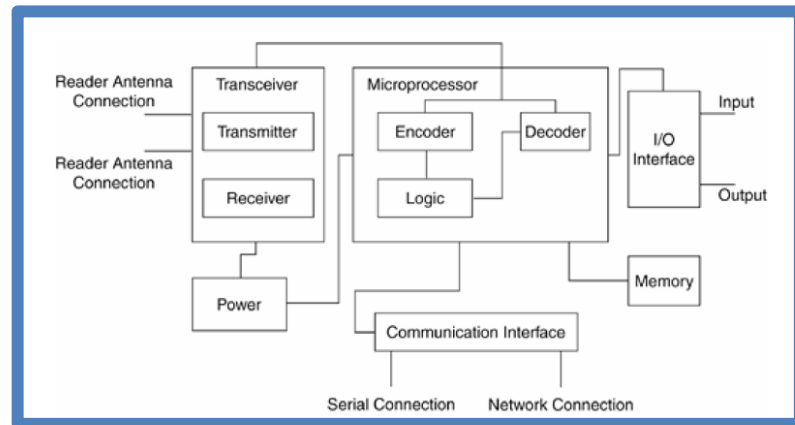 Reader Antenna
Connection
Reader Antenna
Connection
Transceiver
Transmitter
Receiver
Power
Microprocessor
Encoder
Decoder
Logic
I/O
Interface
Input
Output
Memory
Communication Interface
Serial Connection
Network Connection